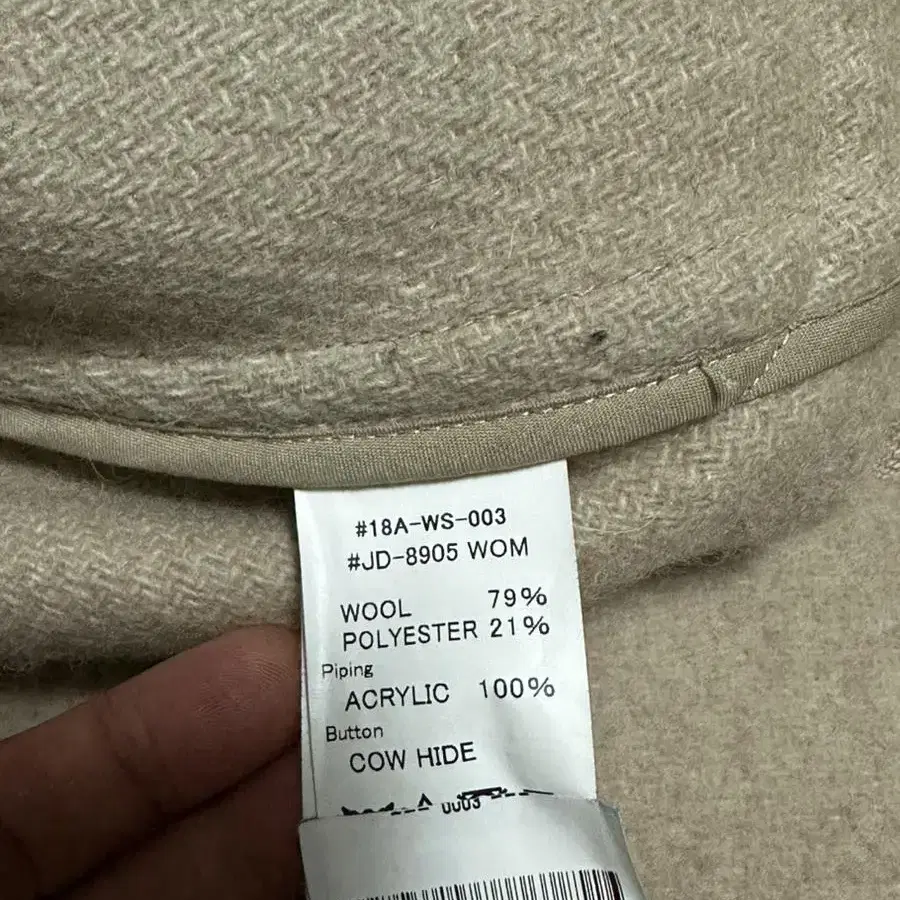 #18A-WS-003
#JD-8905 WOM
WOOL 79%
POLYESTER 21%
Piping
ACRYLIC 100%
Button
COW HIDE